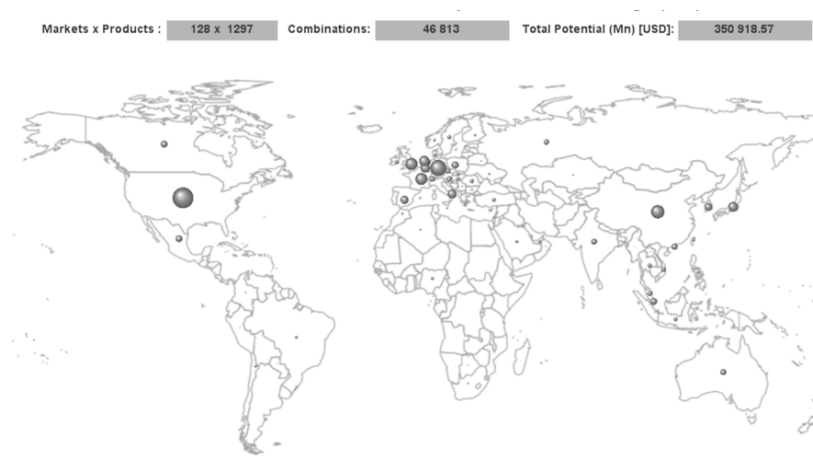 Markets x Products : 128 x 1297 Combinations: 46 813 Total Potential (Mn) [USD]: 350 918.57